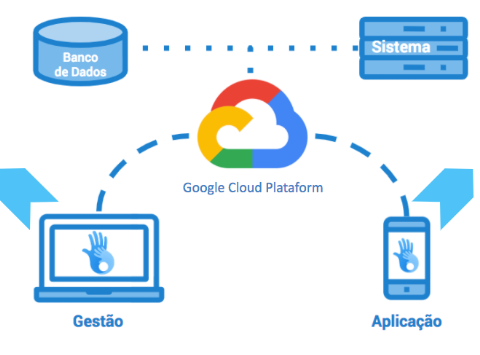 Banco
de Dados
Sistema
Google Cloud Plataform
Gestão
Aplicação